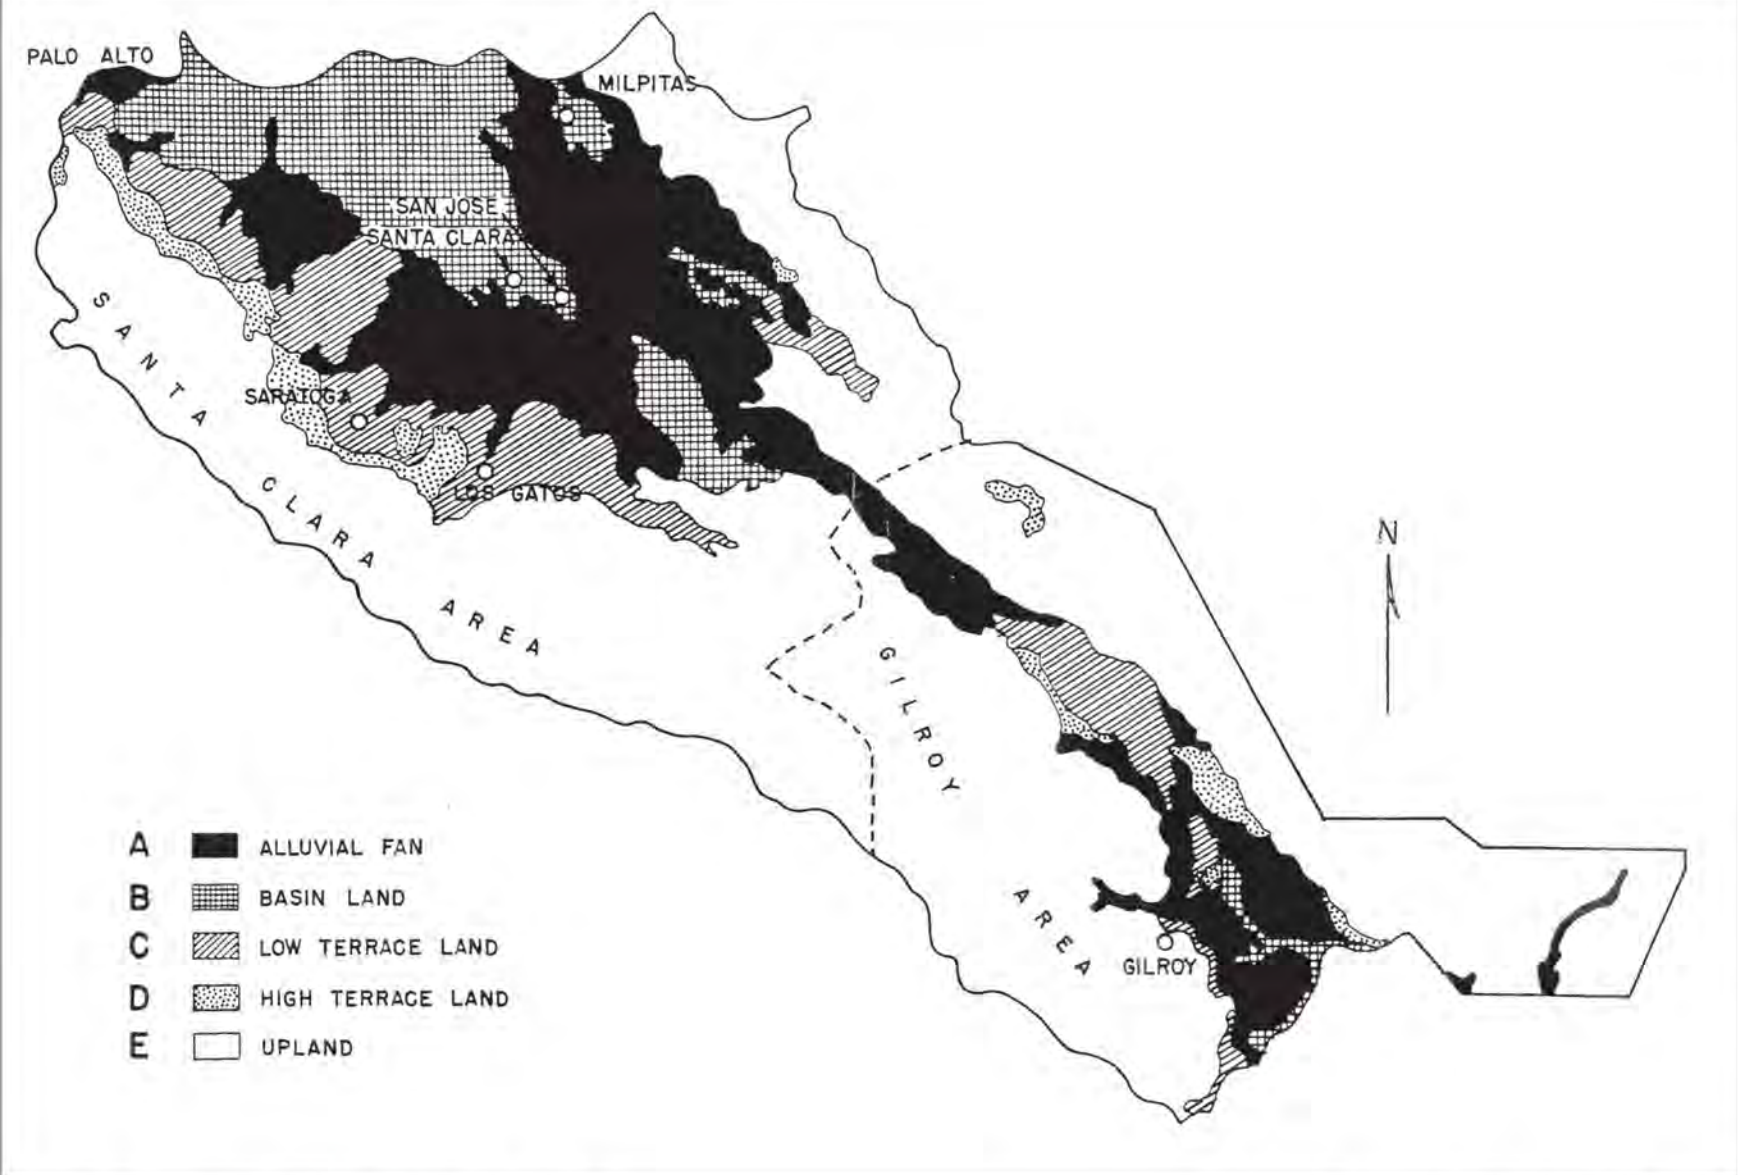 PALO ALTO
MILPITAS
SAN JOSE
SANTA CLARA
SARATOGA
LOS GATOS
SANTA CLARA AREA
N
GILROY AREA
GILROY
A ALLUVIAL FAN
B BASIN LAND
C LOW TERRACE LAND
D HIGH TERRACE LAND
E UPLAND